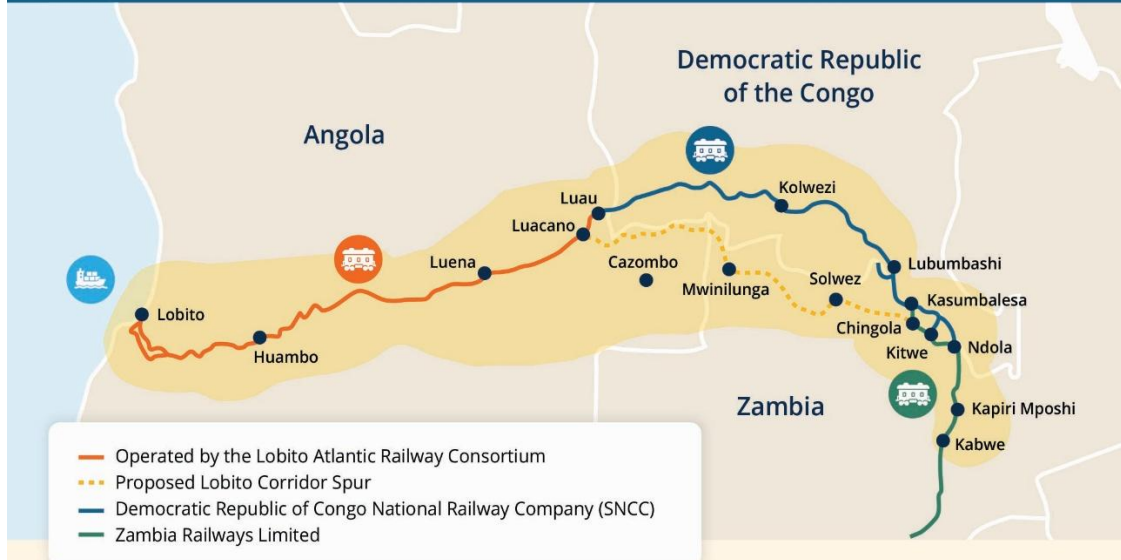 Democratic Republic
of the Congo
Angola
Kolwezi
Luau
Luacano
Luena
Cazombo
Mwinilunga
Solwez
Lubumbashi
Kasumbalesa
Chingola
Kitwe
Ndola
Lobito
Huambo
Zambia
Kapiri Mposhi
Kabwe
Operated by the Lobito Atlantic Railway Consortium
Proposed Lobito Corridor Spur
Democratic Republic of Congo National Railway Company (SNCC)
Zambia Railways Limited